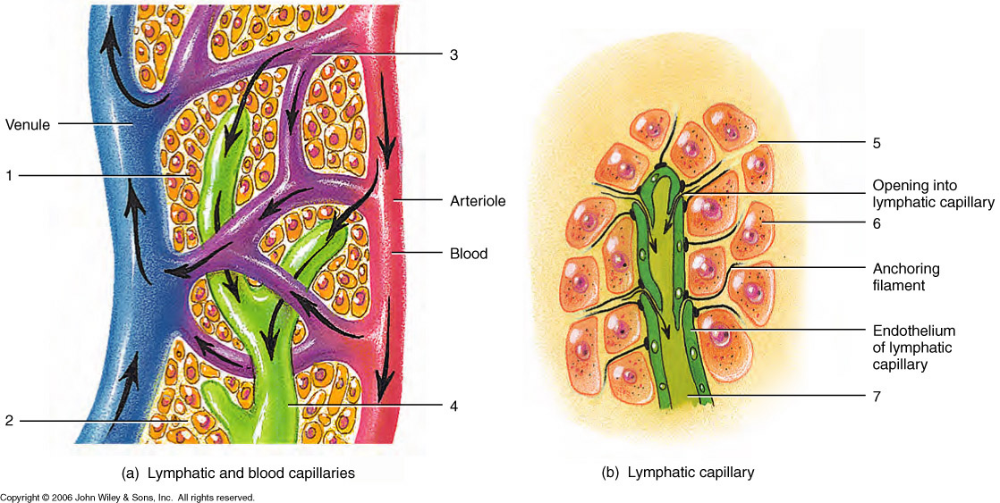 3
Venule
1
Arteriole
Blood
2
4
(a) Lymphatic and blood capillaries
5
Opening into
lymphatic capillary
6
Anchoring
filament
Endothelium
of lymphatic
capillary
7
(b) Lymphatic capillary
Copyright © 2006 John Wiley & Sons, Inc. All rights reserved.